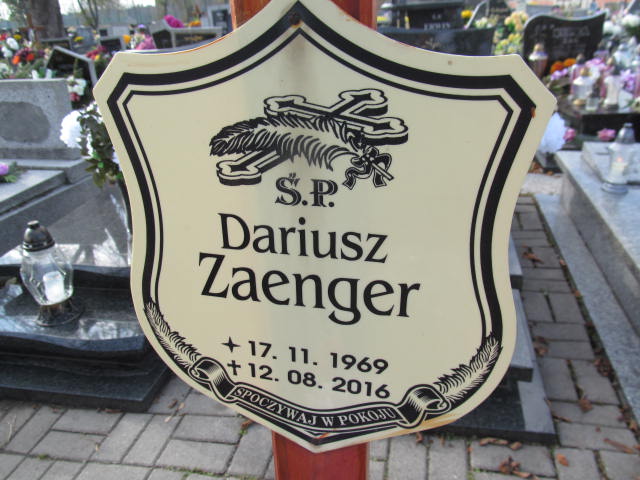 Ś.P.
Dariusz
Zaenger
17. 11. 1969
✝ 12. 08. 2016
SPOCZYWAJ W POKOJU